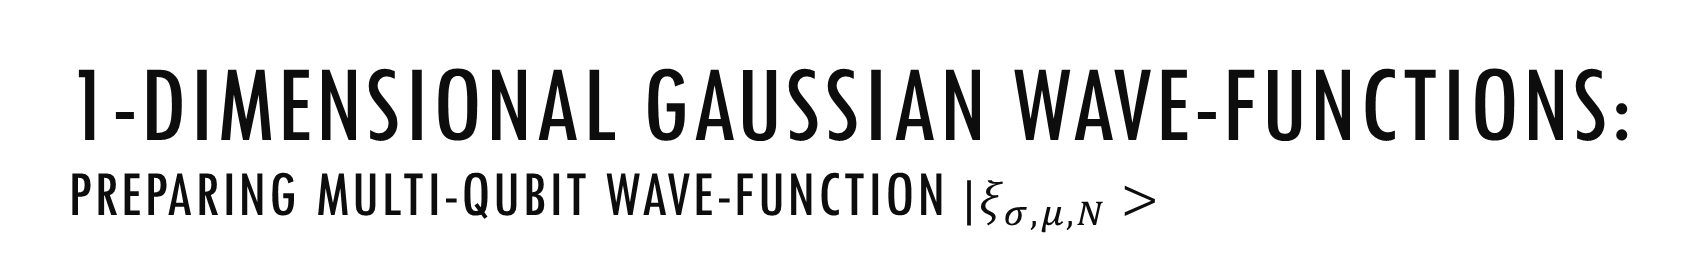 1-DIMENSIONAL GAUSSIAN WAVE-FUNCTIONS:
PREPARING MULTI-QUBIT WAVE-FUNCTION |ξσ,μ,N >